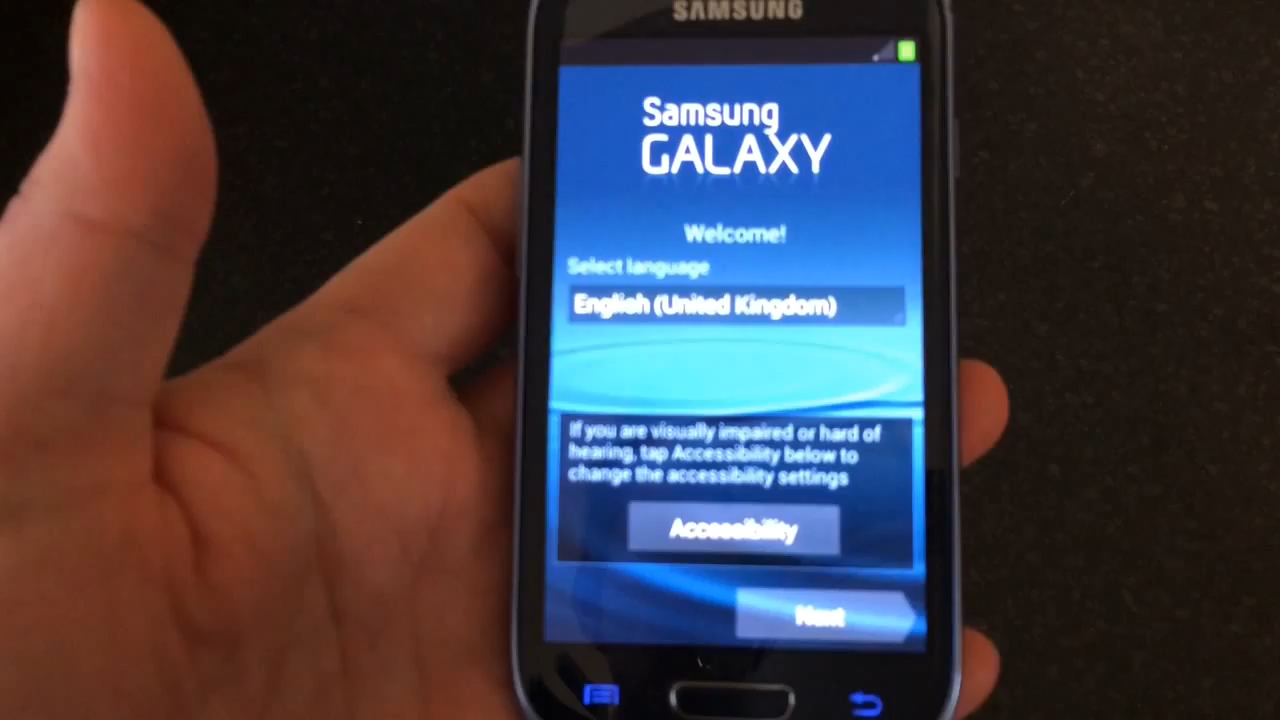 SAMSUNG
Samsung
GALAXY
Welcome!
Select language
English (United Kingdom)
If you are visually impaired or hard of
hearing, tap Accessibility below to
change the accessibility settings
Accessibility
Next